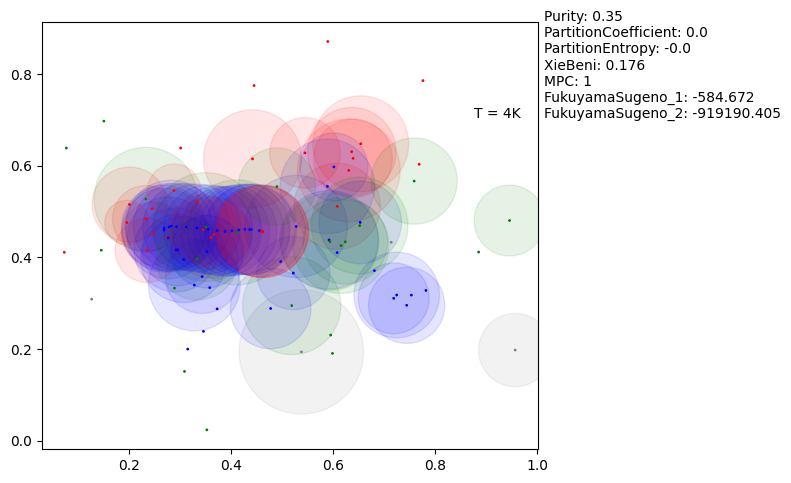 Purity: 0.35
PartitionCoefficient: 0.0
PartitionEntropy: -0.0
XieBeni: 0.176
MPC: 1
FukuyamaSugeno_1: -584.672
FukuyamaSugeno_2: -919190.405
T = 4K
0.8
0.6
0.4
0.2
0.0
0.2 0.4 0.6 0.8 1.0